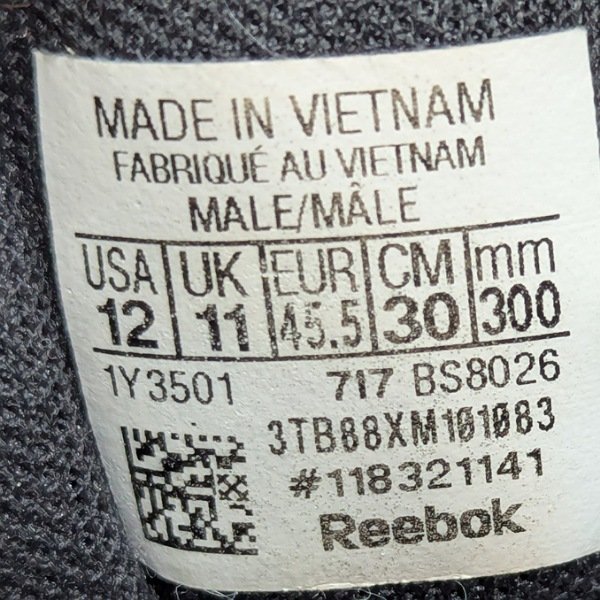 MADE IN VIETNAM
FABRIQUÉ AU VIETNAM
MALE/MÂLE
USA UK EUR CM mm
12 11 45.5 30 300
1Y3501 717 BS8026
3TB88XM101083
#118321141
Reebok